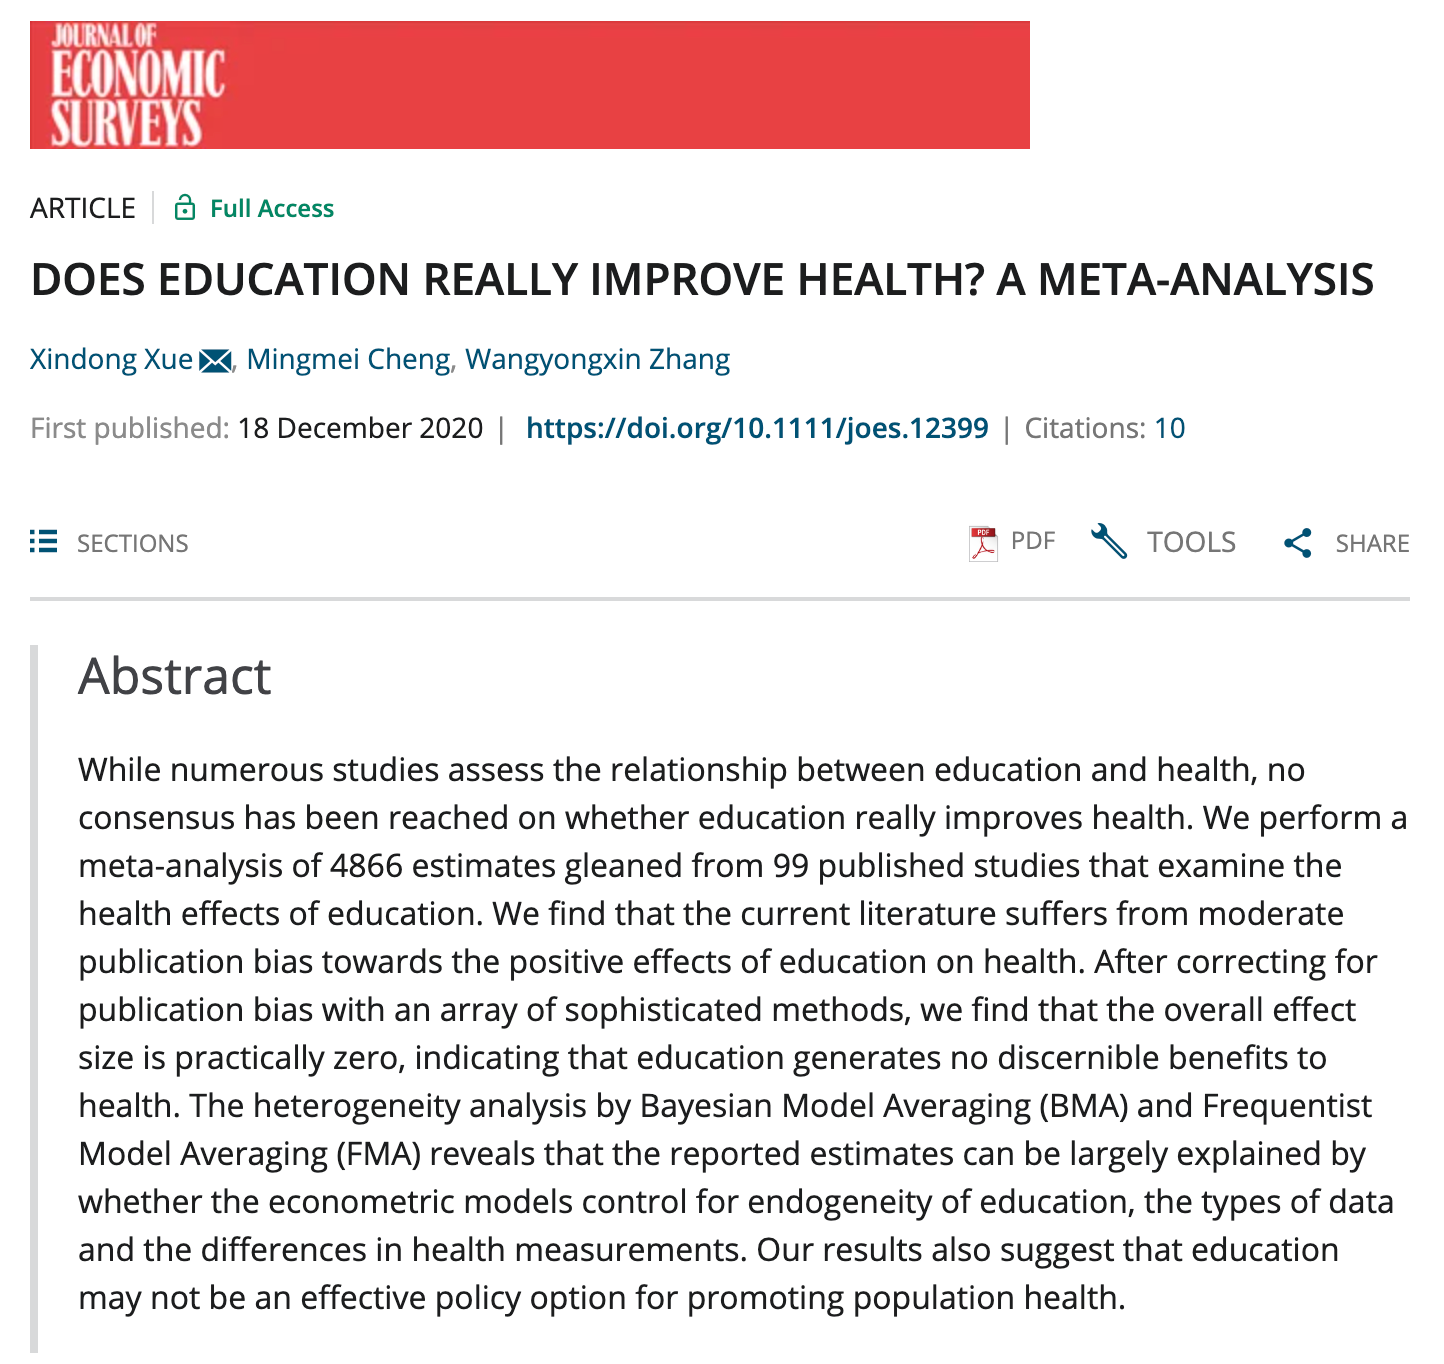 JOURNAL OF
ECONOMIC
SURVEYS
ARTICLE Full Access
DOES EDUCATION REALLY IMPROVE HEALTH? A META-ANALYSIS
Xindong Xue, Mingmei Cheng, Wangyongxin Zhang
First published: 18 December 2020 | https://doi.org/10.1111/joes.12399 | Citations: 10
SECTIONS PDF PDF TOOLS SHARE
Abstract
While numerous studies assess the relationship between education and health, no
consensus has been reached on whether education really improves health. We perform a
meta-analysis of 4866 estimates gleaned from 99 published studies that examine the
health effects of education. We find that the current literature suffers from moderate
publication bias towards the positive effects of education on health. After correcting for
publication bias with an array of sophisticated methods, we find that the overall effect
size is practically zero, indicating that education generates no discernible benefits to
health. The heterogeneity analysis by Bayesian Model Averaging (BMA) and Frequentist
Model Averaging (FMA) reveals that the reported estimates can be largely explained by
whether the econometric models control for endogeneity of education, the types of data
and the differences in health measurements. Our results also suggest that education
may not be an effective policy option for promoting population health.